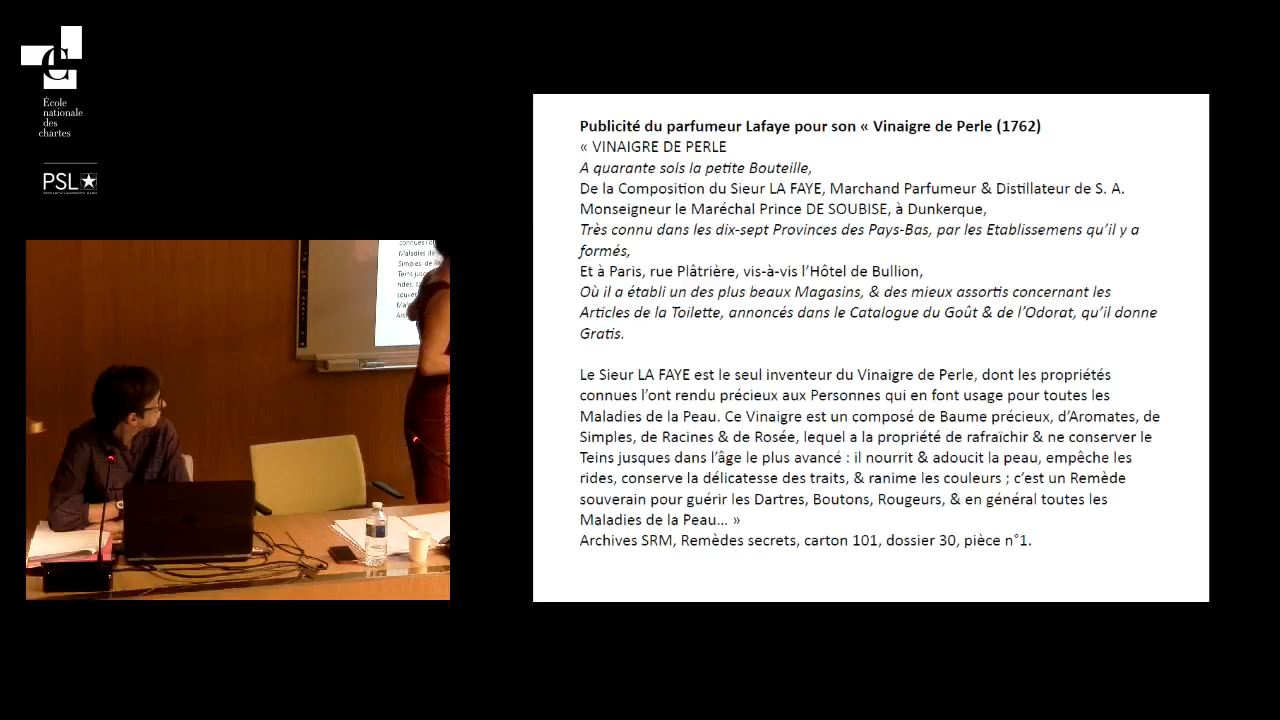 École
nationale
des
chartes
PSL
Publicité du parfumeur Lafaye pour son « Vinaigre de Perle (1762)
« VINAIGRE DE PERLE
A quarante sols la petite Bouteille,
De la Composition du Sieur LA FAYE, Marchand Parfumeur & Distillateur de S. A.
Monseigneur le Maréchal Prince DE SOUBISE, à Dunkerque,
Très connu dans les dix-sept Provinces des Pays-Bas, par les Etablissemens qu’il y a
formés,
Et à Paris, rue Plâtrière, vis-à-vis l’Hôtel de Bullion,
Où il a établi un des plus beaux Magasins, & des mieux assortis concernant les
Articles de la Toilette, annoncés dans le Catalogue du Goût & de l’Odorat, qu’il donne
Gratis.
Le Sieur LA FAYE est le seul inventeur du Vinaigre de Perle, dont les propriétés
connues l’ont rendu précieux aux Personnes qui en font usage pour toutes les
Maladies de la Peau. Ce Vinaigre est un composé de Baume précieux, d’Aromates, de
Simples, de Racines & de Rosée, lequel a la propriété de rafraïchir & ne conserver le
Teins jusques dans l’âge le plus avancé : il nourrit & adoucit la peau, empêche les
rides, conserve la délicatesse des traits, & ranime les couleurs ; c’est un Remède
souverain pour guérir les Dartres, Boutons, Rougeurs, & en général toutes les
Maladies de la Peau... »
Archives SRM, Remèdes secrets, carton 101, dossier 30, pièce n°1.